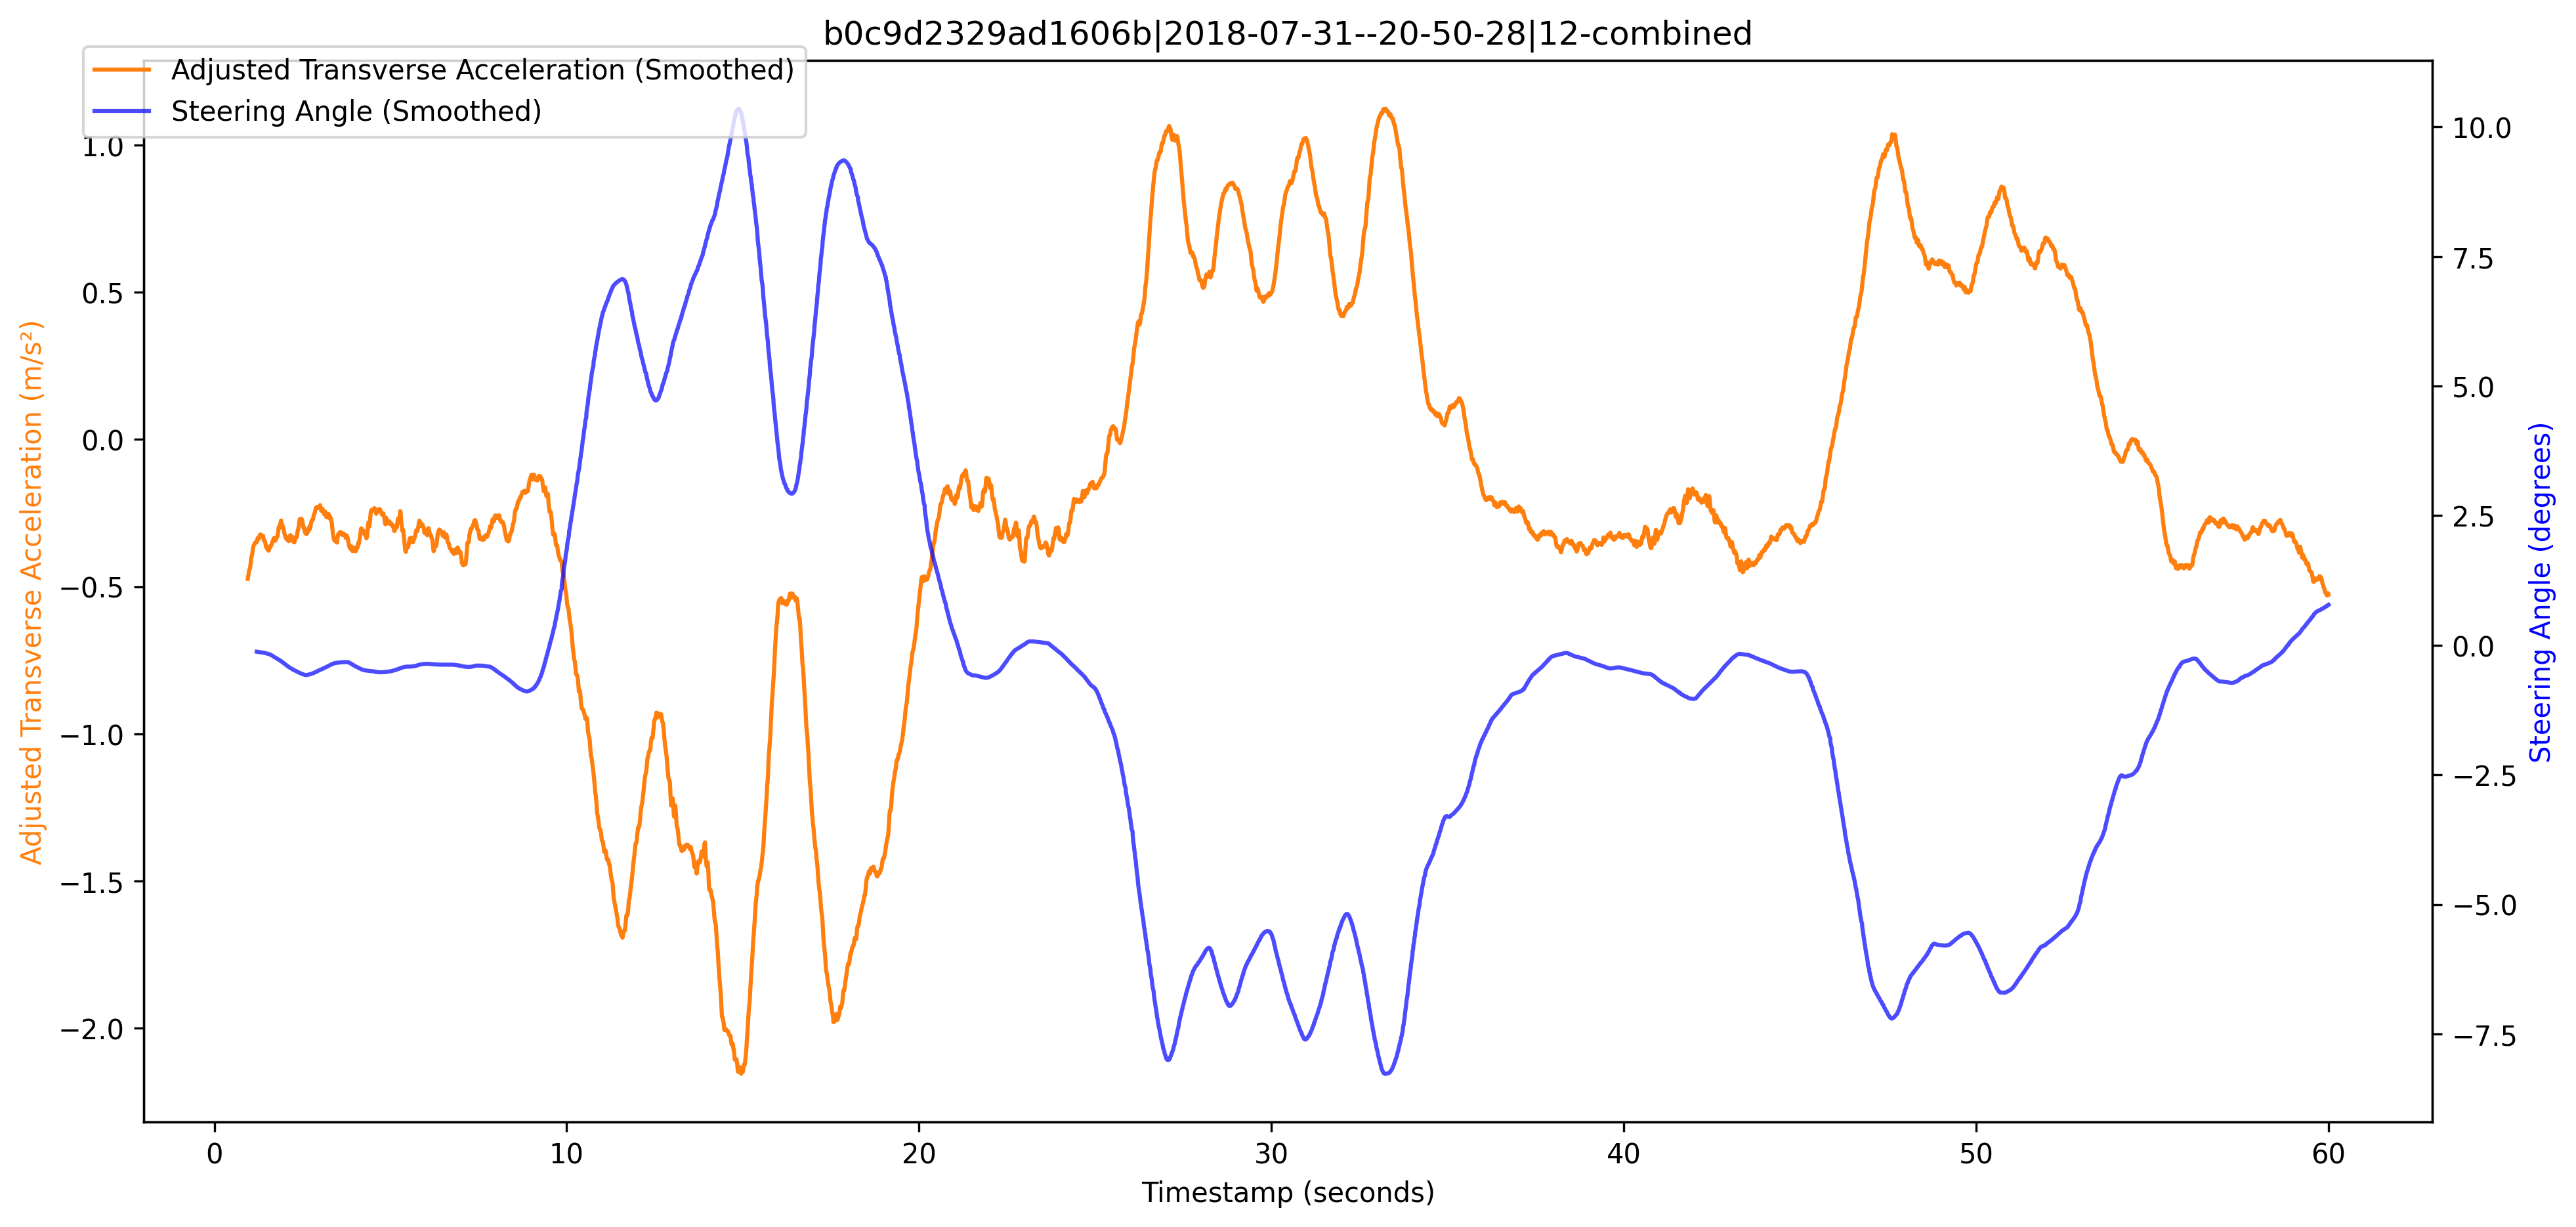 b0c9d2329ad1606b|2018-07-31--20-50-28|12-combined
Adjusted Transverse Acceleration (Smoothed)
Steering Angle (Smoothed)
Adjusted Transverse Acceleration (m/s²)
1.0
0.5
0.0
−0.5
−1.0
−1.5
−2.0
10.0
7.5
5.0
2.5
0.0
−2.5
−5.0
−7.5
Steering Angle (degrees)
0 10 20 30 40 50 60
Timestamp (seconds)